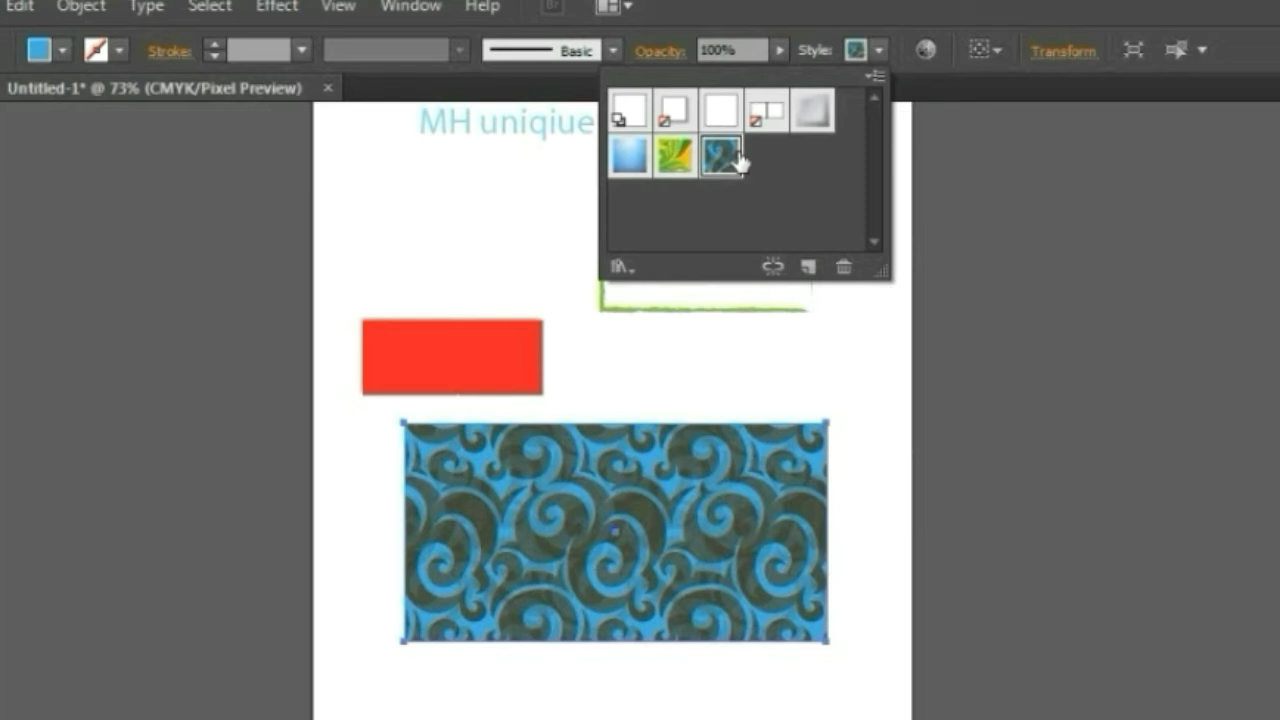 Edit Object Type Select Effect View Window Help Br
Stroke: Basic Opacity: 100% Style: Transform
Untitled-1* @ 73% (CMYK/Pixel Preview) ×
MH uniqiue